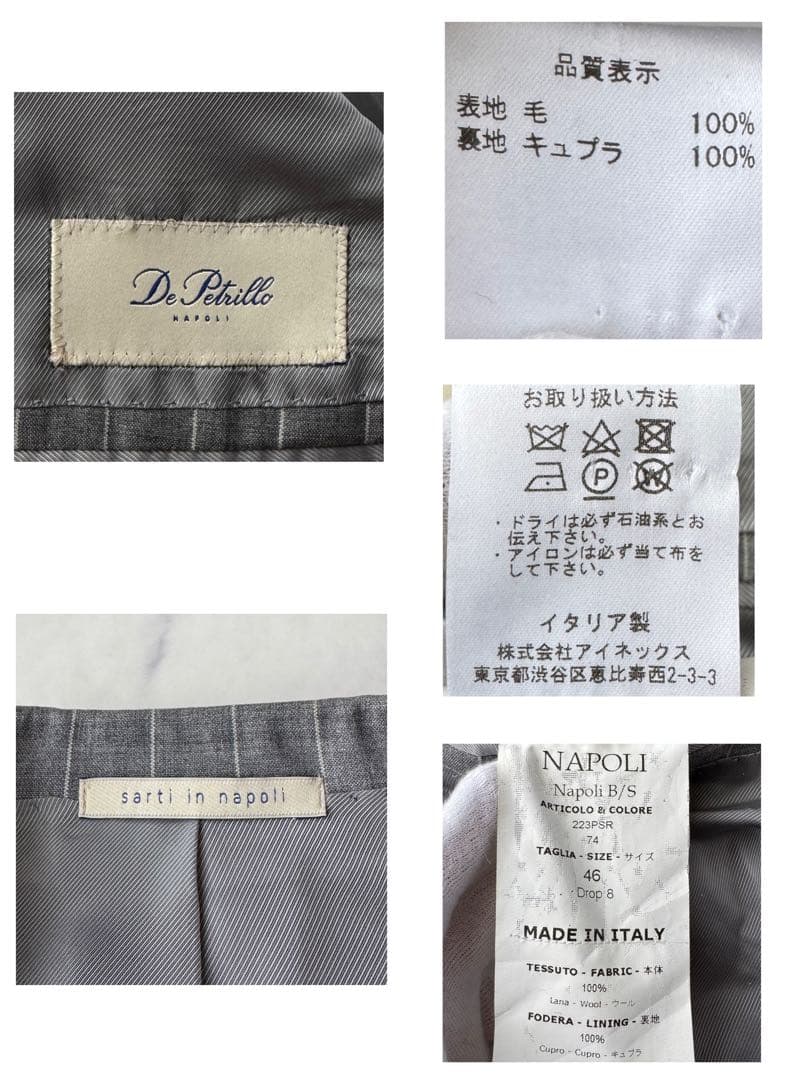 De Petrillo
NAPOLI
sarti in napoli
品質表示
表地 毛 100%
裏地 キュプラ 100%
お取り扱い方法
P
W
・ドライは必ず石油系とお
伝え下さい。
・アイロンは必ず当て布を
して下さい。
イタリア製
株式会社アイネックス
東京都渋谷区恵比寿西2-3-3
NAPOLI
Napoli B/S
ARTICOLO & COLORE
223PSR
74
TAGLIA - SIZE - サイズ
46
Drop 8
MADE IN ITALY
TESSUTO - FABRIC - 本体
100%
Lana - Wool - ウール
FODERA - LINING - 裏地
100%
Cupro - Cupro - キュプラ